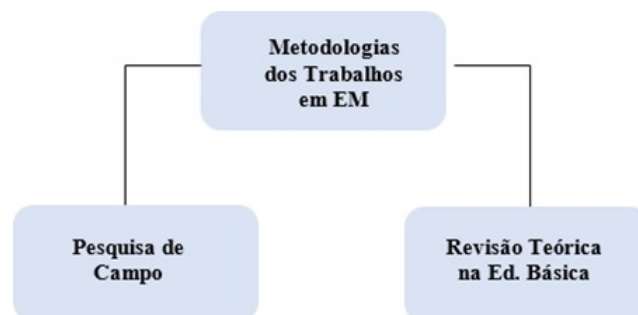 Metodologias
dos Trabalhos
em EM
Pesquisa de
Campo
Revisão Teórica
na Ed. Básica